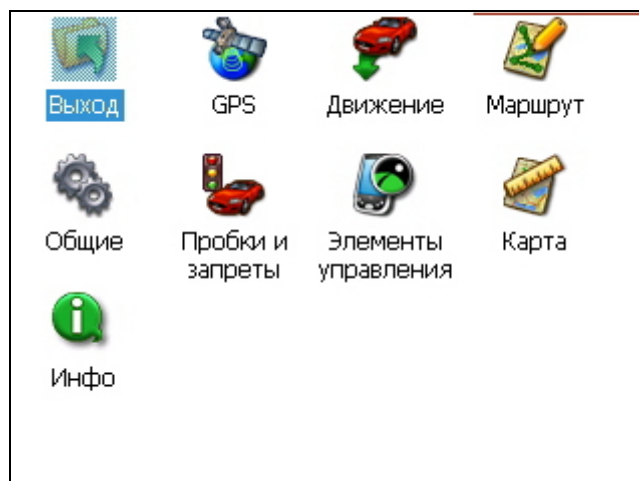 Выход
GPS
Движение
Маршрут
Общие
Пробки и
запреты
Элементы
управления
Карта
Инфо